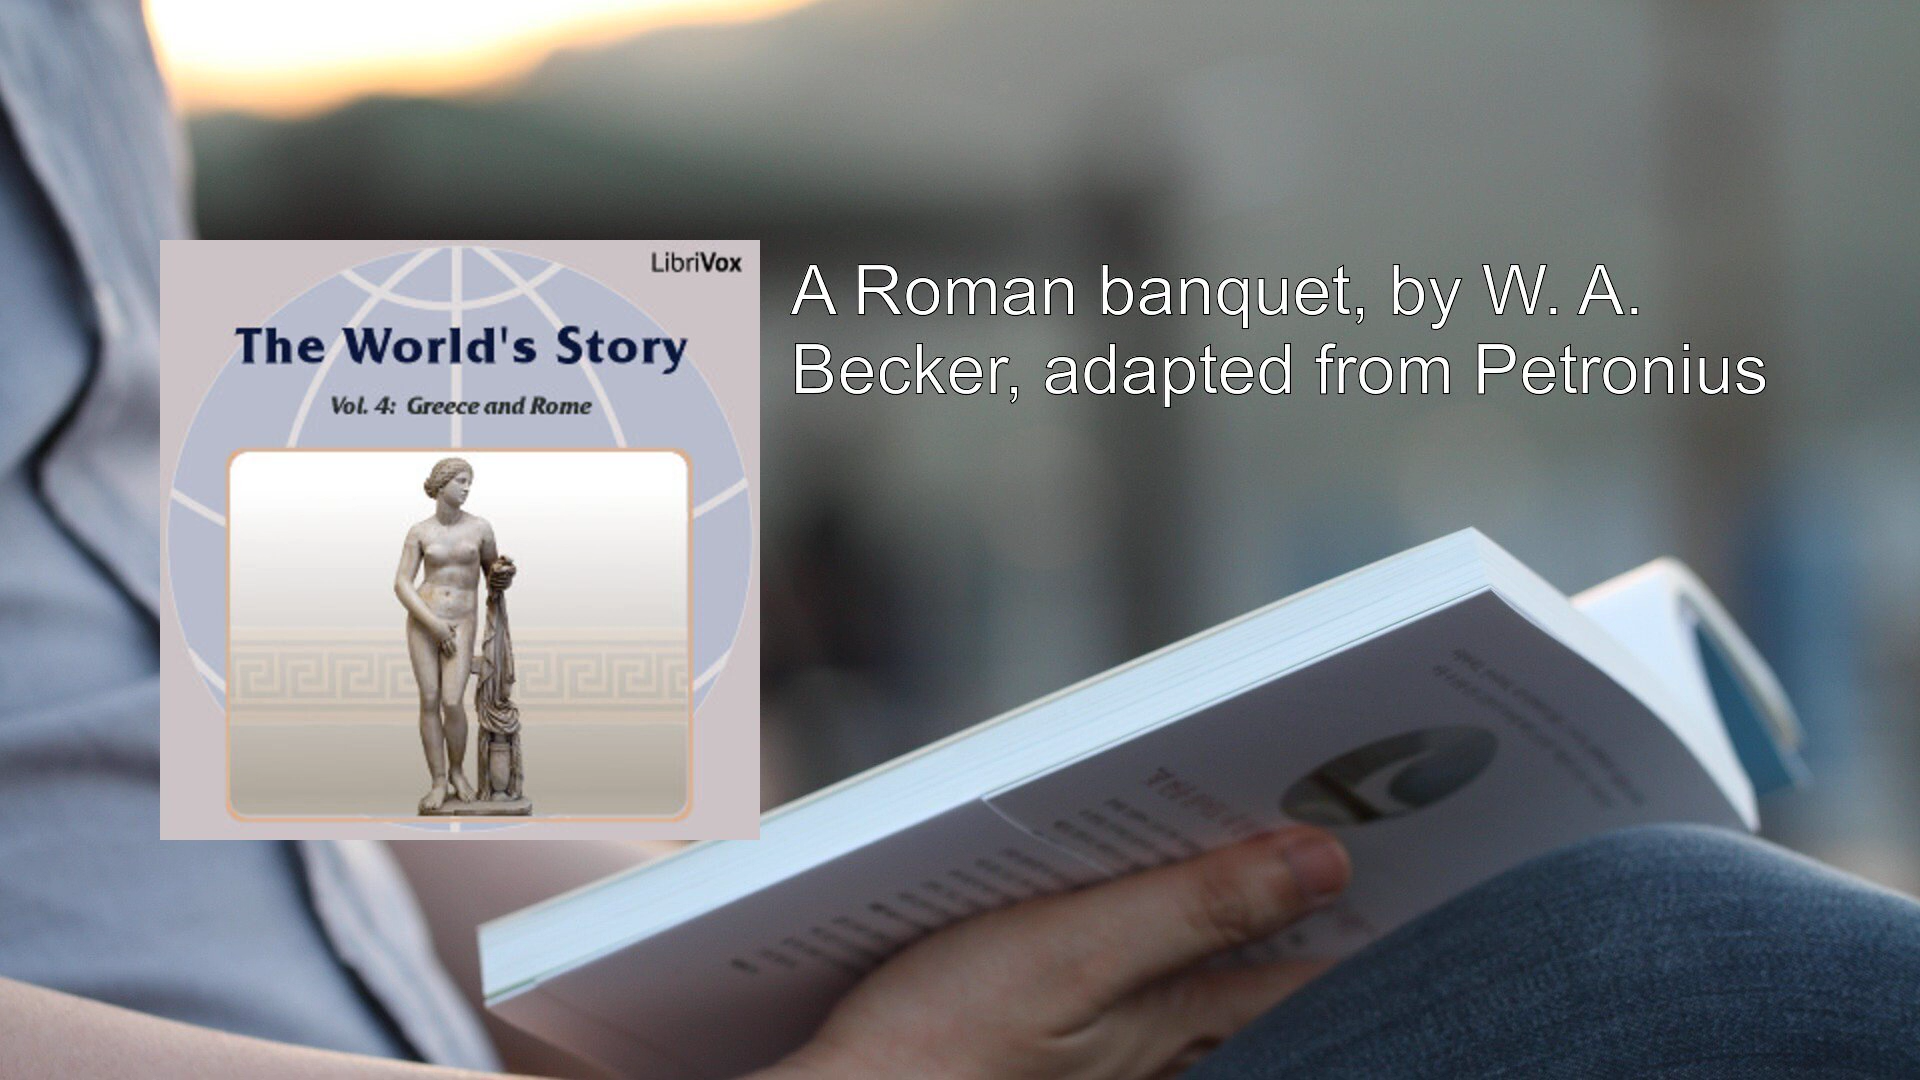 LibriVox
The World's Story
Vol. 4: Greece and Rome
A Roman banquet, by W. A.
Becker, adapted from Petronius